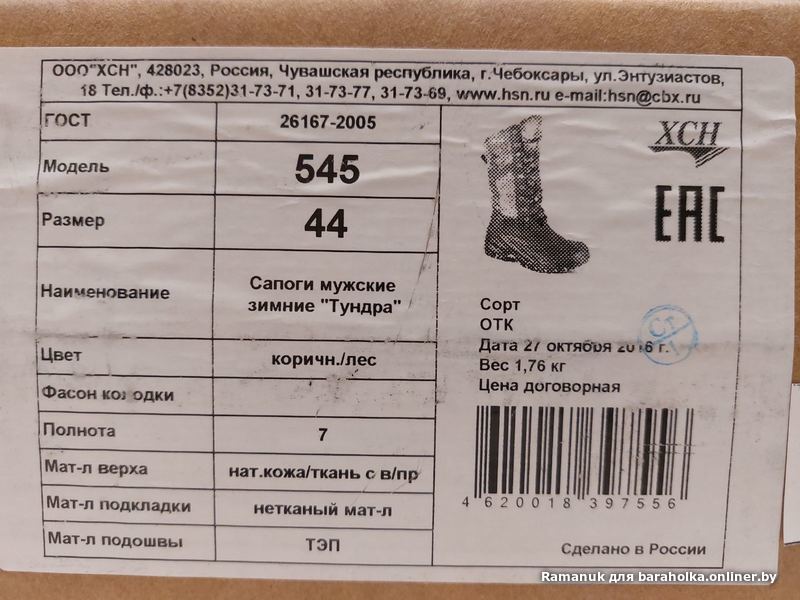 ООО"ХСН", 428023, Россия, Чувашская республика, г.Чебоксары, ул.Энтузиастов,
18 Тел./ф.:+7(8352)31-73-71, 31-73-77, 31-73-69, www.hsn.ru e-mail:hsn@cbx.ru
ГОСТ 26167-2005
Модель 545
Размер 44
Наименование Сапоги мужские
зимние "Тундра"
Цвет коричн./лес
Фасон колодки
Полнота 7
Мат-л верха нат.кожа/ткань с в/пр
Мат-л подкладки нетканый мат-л
Мат-л подошвы ТЭП
ХСН
ЕАС
Сорт
ОТК
Дата 27 октября 2016 г.
Вес 1,76 кг
Цена договорная
4 620018 397556
Сделано в России
Ramanuk для baraholka.onliner.by